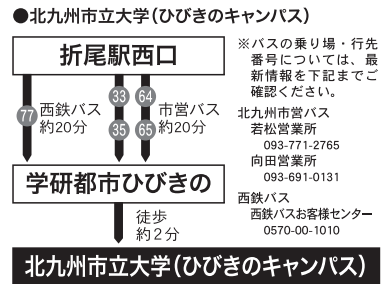 ●北九州市立大学(ひびきのキャンパス)
折尾駅西口
77
西鉄バス
約20分
33
35
64
65
市営バス
約20分
学研都市ひびきの
徒歩
約2分
北九州市立大学(ひびきのキャンパス)
※バスの乗り場・行先
番号については、最
新情報を下記までご
確認ください。
北九州市営バス
若松営業所
093-771-2765
向田営業所
093-691-0131
西鉄バス
西鉄バスお客様センター
0570-00-1010